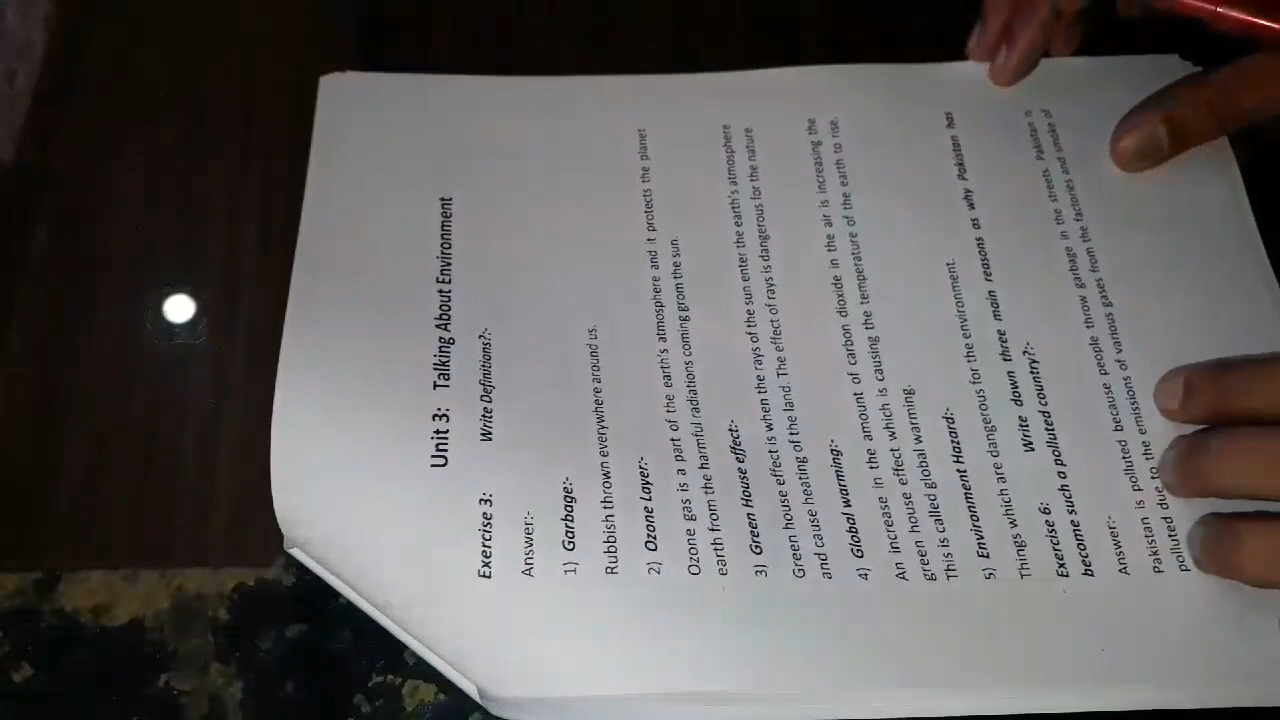 Unit 3: Talking About Environment
Exercise 3: Write Definitions?:-
Answer:-
1) Garbage:-
Rubbish thrown everywhere around us.
2) Ozone Layer:-
Ozone gas is a part of the earth's atmosphere and it protects the planet
earth from the harmful radiations coming grom the sun.
3) Green House effect:-
Green house effect is when the rays of the sun enter the earth's atmosphere
and cause heating of the land. The effect of rays is dangerous for the nature.
4) Global warming:-
An increase in the amount of carbon dioxide in the air is increasing the
green house effect which is causing the temperature of the earth to rise.
This is called global warming.
5) Environment Hazard:-
Things which are dangerous for the environment.
Exercise 6: Write down three main reasons as why Pakistan has
become such a polluted country?:-
Answer:-
Pakistan is polluted because people throw garbage in the streets. Pakistan is
polluted due to the emissions of various gases from the factories and smoke of